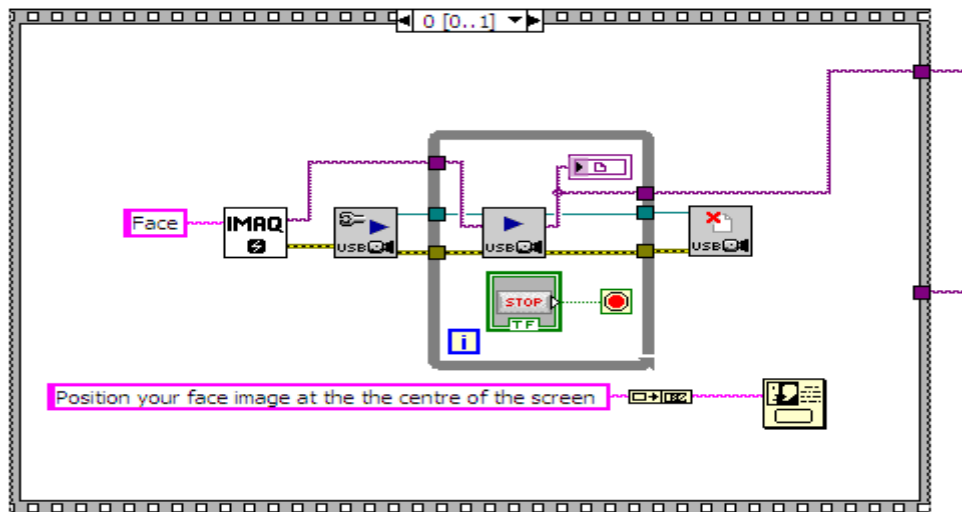 0 [0..1]
Face
IMAQ
USB
USB
USB
STOP
TF
i
Position your face image at the the centre of the screen